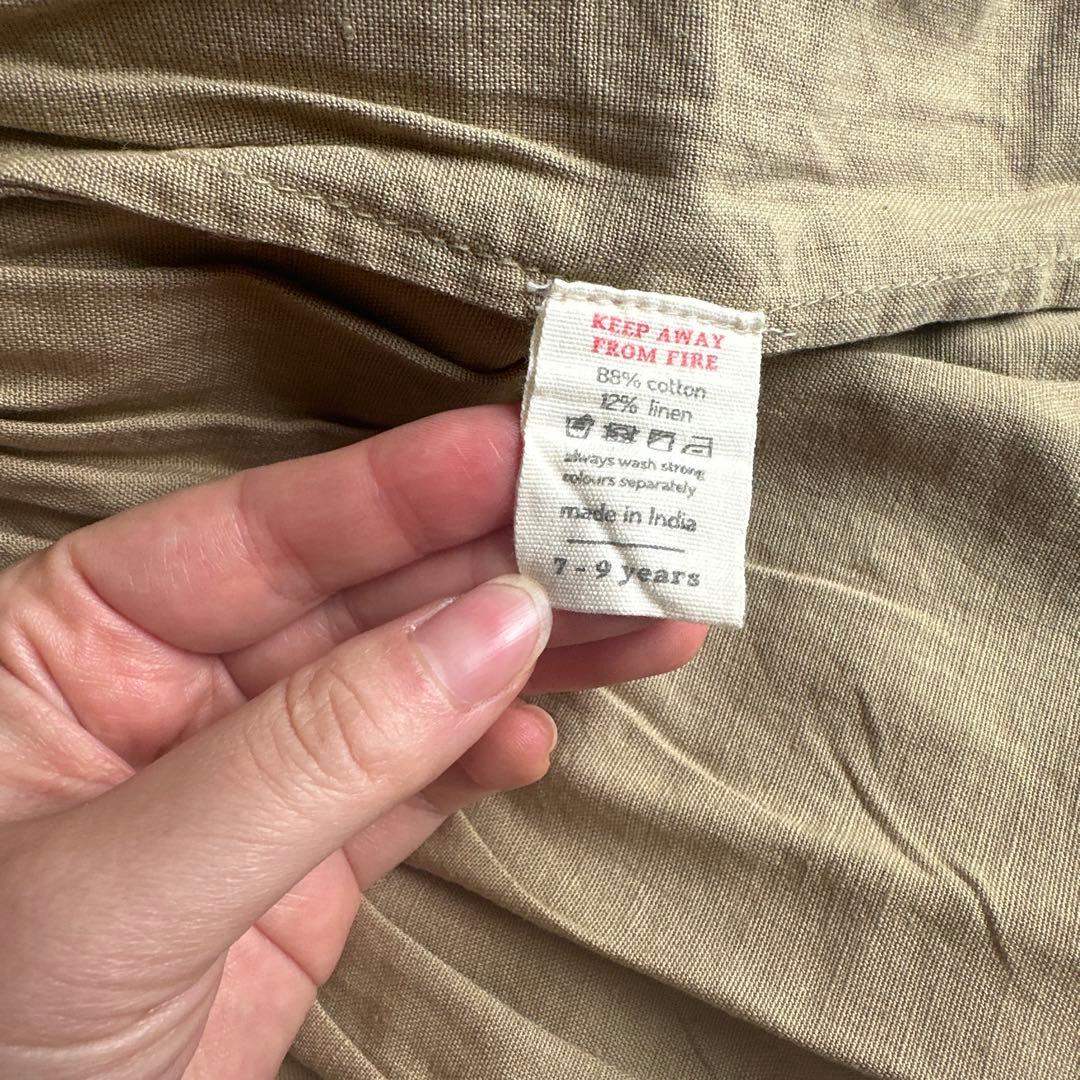 KEEP AWAY
FROM FIRE
88% cotton
12% linen
always wash strong
colours separately
made in India
7 - 9 years